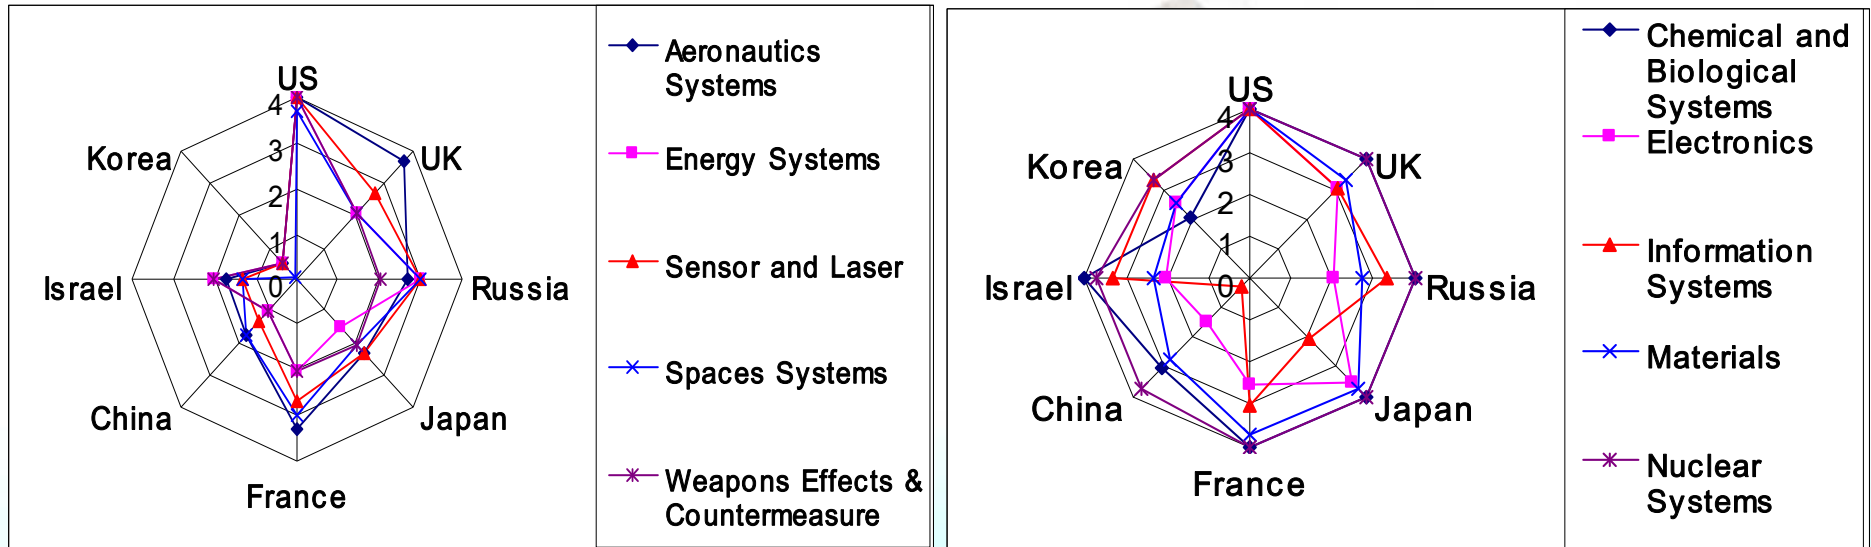 US
4
3
2
1
0
Korea
UK
Israel
Russia
China
Japan
France
Aeronautics
Systems
Energy Systems
Sensor and Laser
Spaces Systems
Weapons Effects &
Countermeasure
US
4
3
2
1
0
Korea
UK
Israel
Russia
China
Japan
France
Chemical and
Biological
Systems
Electronics
Information
Systems
Materials
Nuclear
Systems